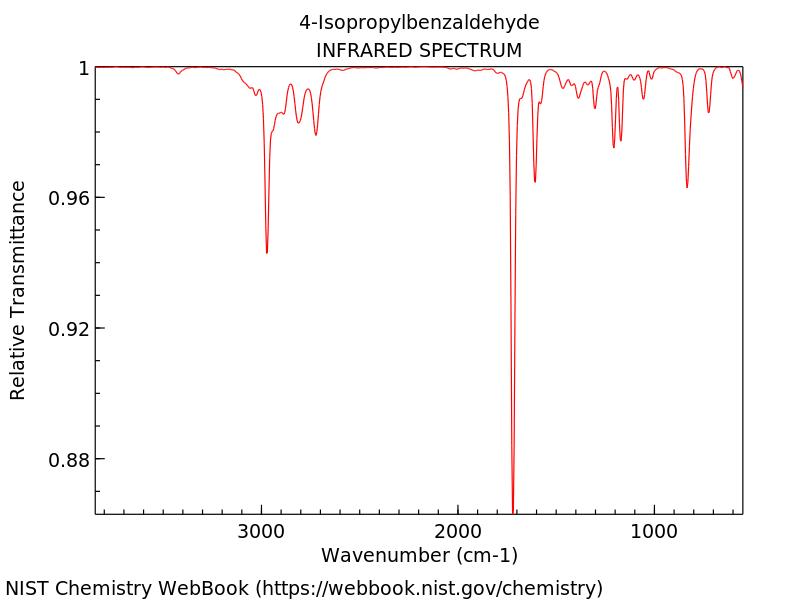 4-Isopropylbenzaldehyde
INFRARED SPECTRUM
1
0.96
0.92
0.88
Relative Transmittance
3000 2000 1000
Wavenumber (cm-1)
NIST Chemistry WebBook (https://webbook.nist.gov/chemistry)